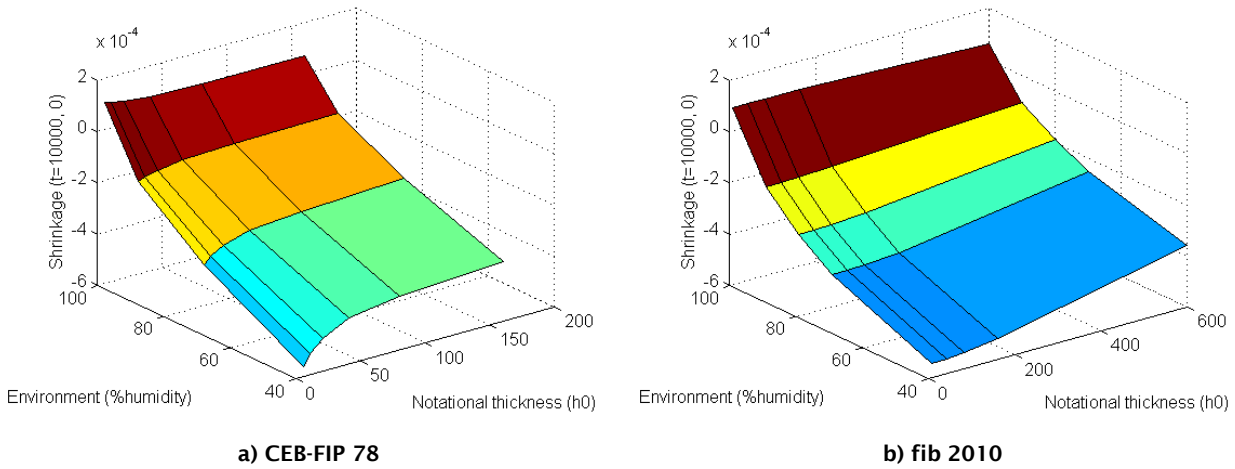 x 10⁻⁴
2
0
-2
-4
-6
Shrinkage (t=10000, 0)
100
80
60
40
Environment (%humidity)
0
50
100
150
200
Notational thickness (h0)
a) CEB-FIP 78
x 10⁻⁴
2
0
-2
-4
-6
Shrinkage (t=10000, 0)
100
80
60
40
Environment (%humidity)
0
200
400
600
Notational thickness (h0)
b) fib 2010